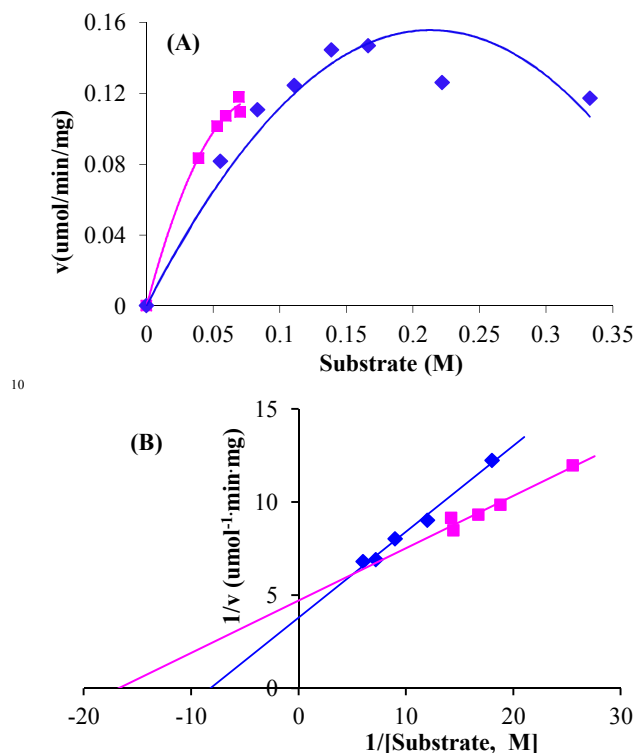 (A)
0.16
0.12
0.08
0.04
0
v(umol/min/mg)
0 0.05 0.1 0.15 0.2 0.25 0.3 0.35
Substrate (M)
10
(B)
15
10
5
0
1/v (umol⁻¹·min·mg)
-20 -10 0 10 20 30
1/[Substrate, M]